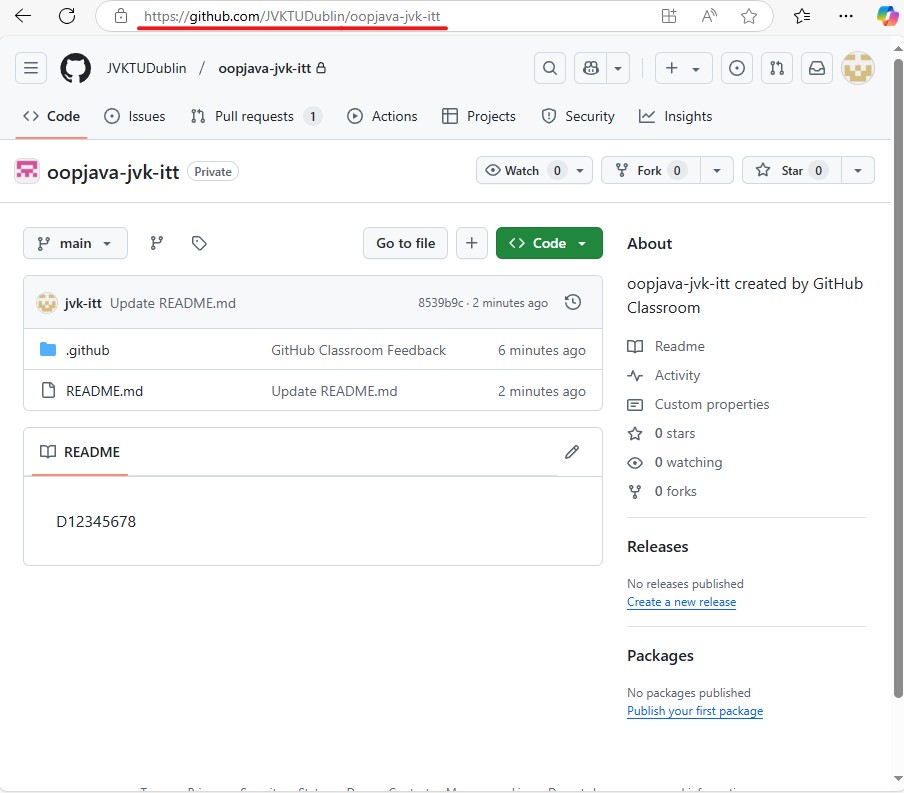 https://github.com/JVKTUDublin/oopjava-jvk-itt
JVKTUDublin / oopjava-jvk-itt
Code Issues Pull requests 1 Actions Projects Security Insights
oopjava-jvk-itt Private Watch 0 Fork 0 Star 0
main Go to file Code
jvk-itt Update README.md 8539b9c · 2 minutes ago
.github GitHub Classroom Feedback 6 minutes ago
README.md Update README.md 2 minutes ago
README
D12345678
About
oopjava-jvk-itt created by GitHub
Classroom
Readme
Activity
Custom properties
0 stars
0 watching
0 forks
Releases
No releases published
Create a new release
Packages
No packages published
Publish your first package